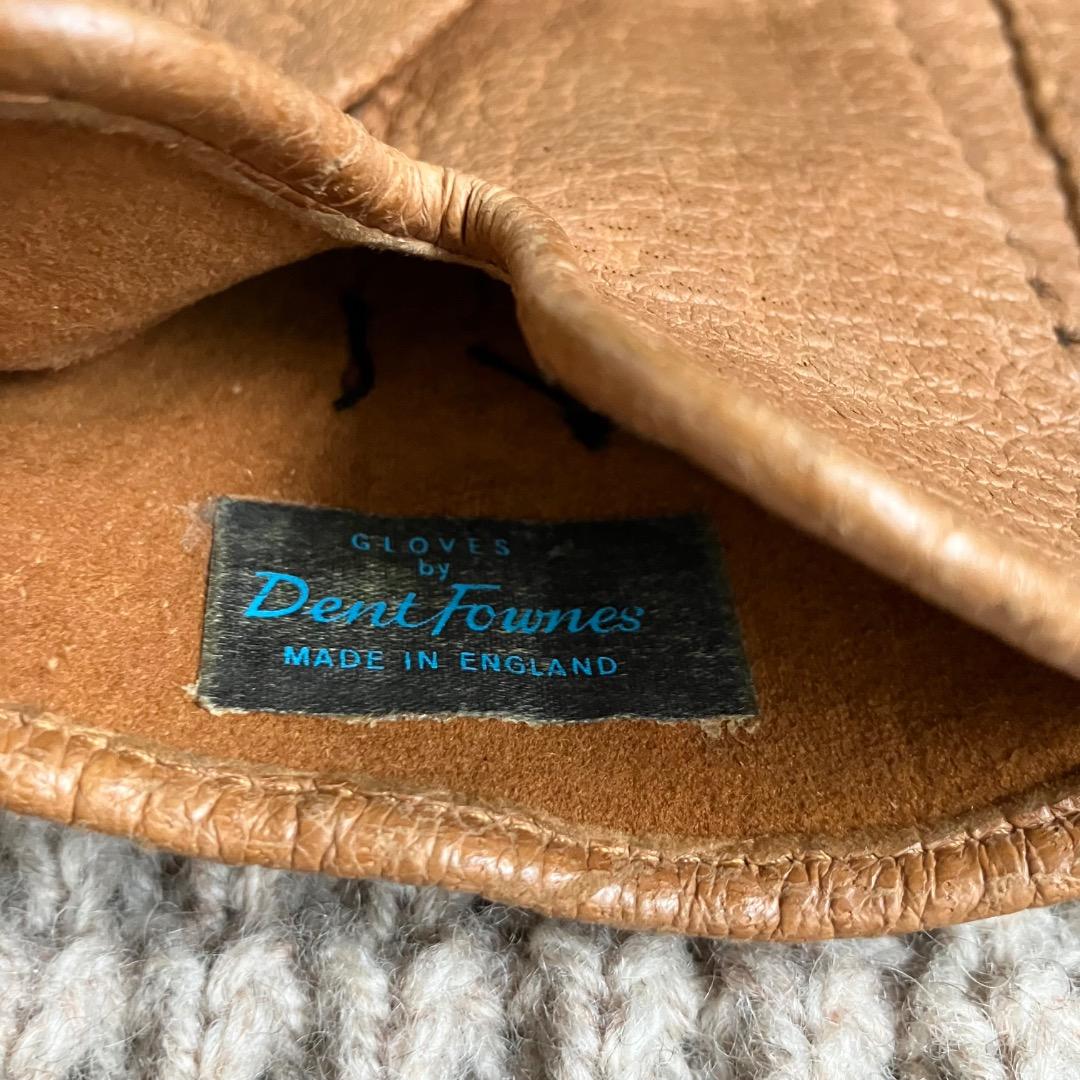 GLOVES
by
Dent Fownes
MADE IN ENGLAND